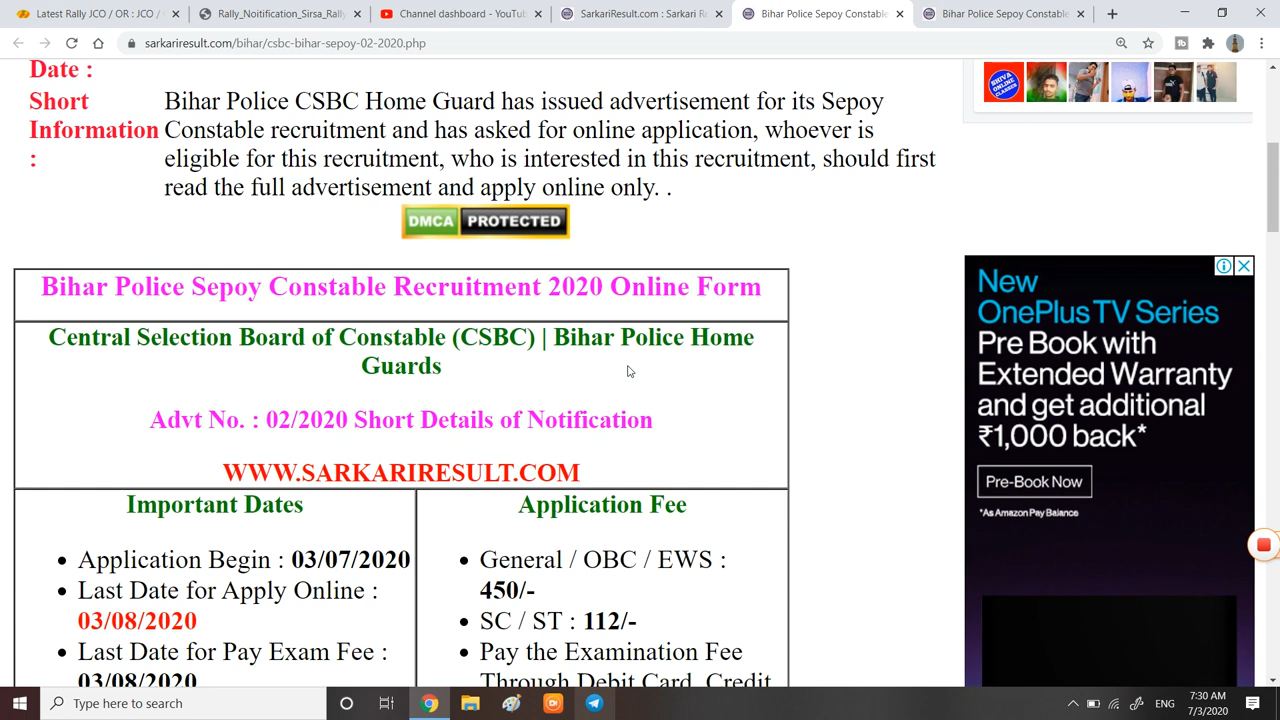 Latest Rally JCO / OR : JCO /
Rally_Noitification_Sirsa_Rally
Channel dashboard - YouTu
SarkariResult.com : Sarkari R
Bihar Police Sepoy Constable
Bihar Police Sepoy Constable
sarkariresult.com/bihar/csbc-bihar-sepoy-02-2020.php
Date :
Short
Information
:
Bihar Police CSBC Home Guard has issued advertisement for its Sepoy
Constable recruitment and has asked for online application, whoever is
eligible for this recruitment, who is interested in this recruitment, should first
read the full advertisement and apply online only. .
DMCA PROTECTED
SHIVA
ONLINE
CLASSES
Bihar Police Sepoy Constable Recruitment 2020 Online Form
Central Selection Board of Constable (CSBC) | Bihar Police Home
Guards
Advt No. : 02/2020 Short Details of Notification
WWW.SARKARIRESULT.COM
Important Dates
• Application Begin : 03/07/2020
• Last Date for Apply Online :
03/08/2020
• Last Date for Pay Exam Fee :
03/08/2020
Application Fee
• General / OBC / EWS :
450/-
• SC / ST : 112/-
• Pay the Examination Fee
Through Debit Card, Credit
New
OnePlus TV Series
Pre Book with
Extended Warranty
and get additional
₹1,000 back*
Pre-Book Now
*As Amazon Pay Balance
Type here to search
ENG
7:30 AM
7/3/2020